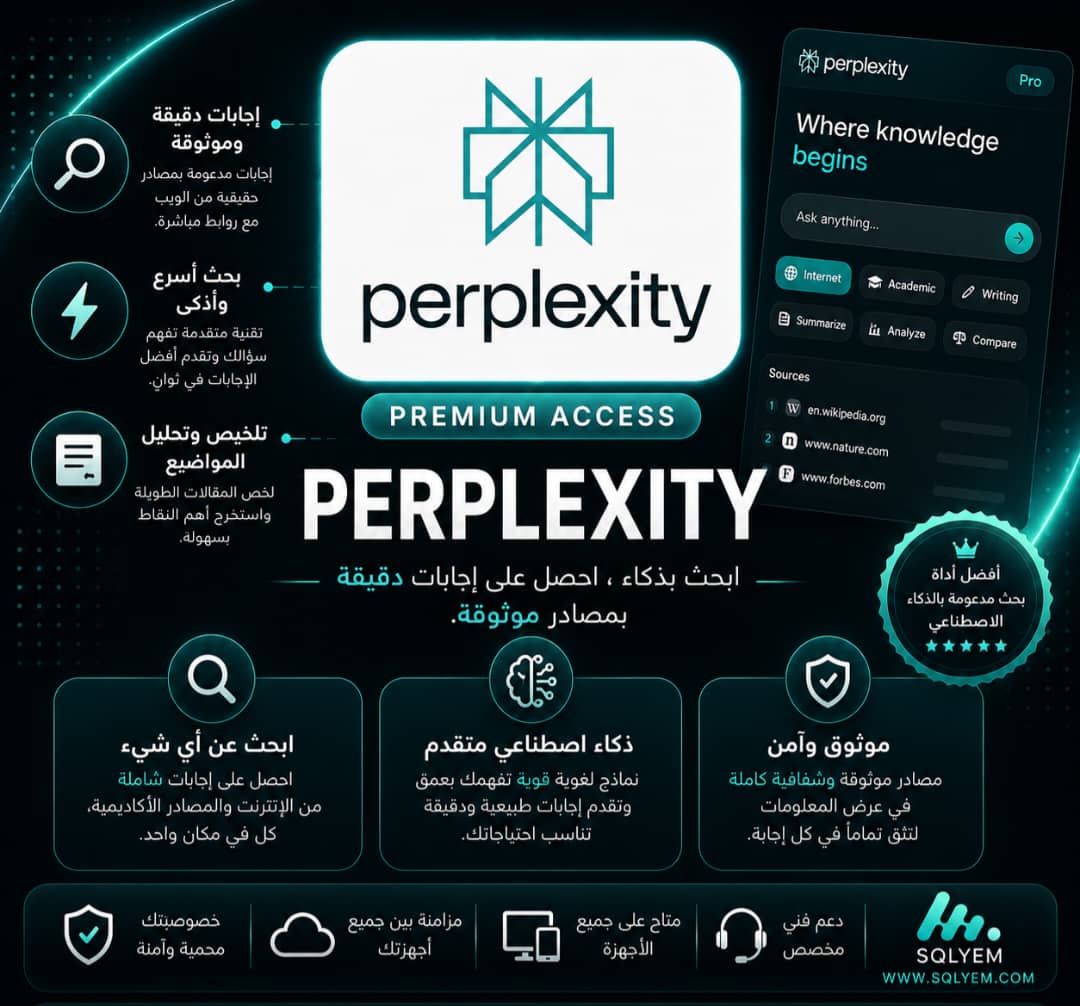 perplexity
PREMIUM ACCESS
PERPLEXITY
ابحث بذكاء ، احصل على إجابات دقيقة
بمصادر موثوقة.
إجابات دقيقة
وموثوقة
إجابات مدعومة بمصادر
حقيقية من الويب
مع روابط مباشرة.
بحث أسرع
وأذكى
تقنية متقدمة تفهم
سؤالك وتقدم أفضل
الإجابات في ثوانٍ.
تلخيص وتحليل
المواضيع
لخص المقالات الطويلة
واستخرج أهم النقاط
بسهولة.
perplexity
Pro
Where knowledge
begins
Ask anything...
Internet
Academic
Writing
Summarize
Analyze
Compare
Sources
1 W en.wikipedia.org
2 n www.nature.com
3 F www.forbes.com
أفضل أداة
بحث مدعومة بالذكاء
الاصطناعي
موثوق وآمن
مصادر موثوقة وشفافية كاملة
في عرض المعلومات
لتثق تماماً في كل إجابة.
ذكاء اصطناعي متقدم
نماذج لغوية قوية تفهمك بعمق
وتقدم إجابات طبيعية ودقيقة
تناسب احتياجاتك.
ابحث عن أي شيء
احصل على إجابات شاملة
من الإنترنت والمصادر الأكاديمية،
كل في مكان واحد.
دعم فني
مخصص
متاح على جميع
الأجهزة
مزامنة بين جميع
أجهزتك
خصوصيتك
محمية وآمنة
SQLYEM
WWW.SQLYEM.COM